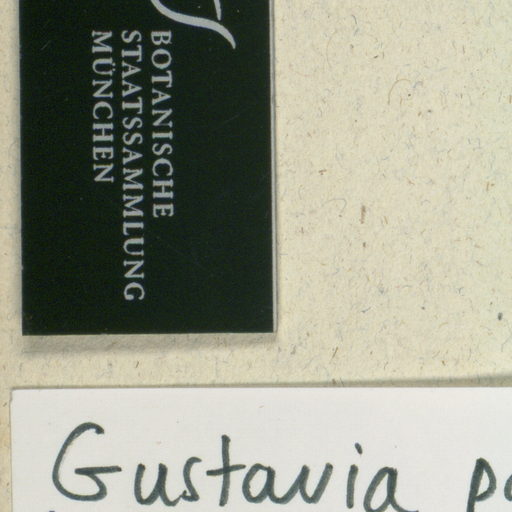 BOTANISCHE
STAATSSAMMLUNG
MÜNCHEN
Gustavia